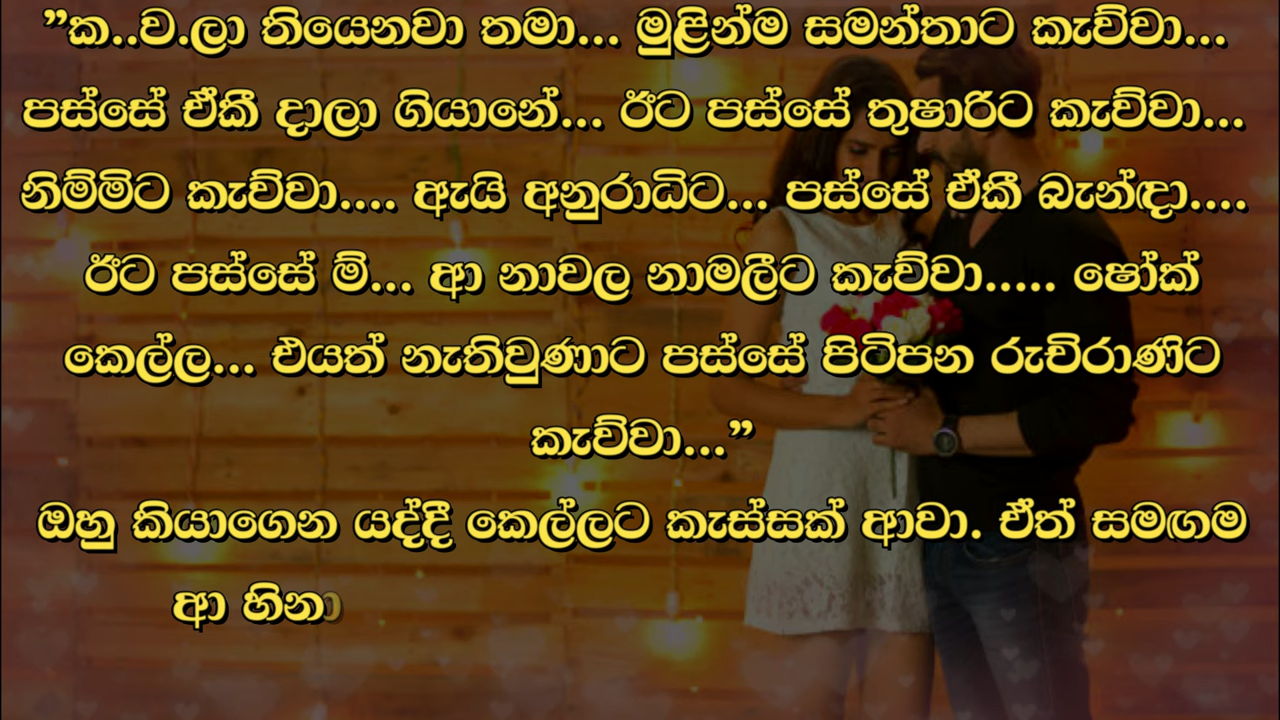 ”ක..ව.ලා තියෙනවා තමා... මුළින්ම සමන්තාට කැව්වා...
පස්සේ ඒකී දාලා ගියානේ... ඊට පස්සේ තුෂාරිට කැව්වා...
නිම්මිට කැව්වා.... ඇයි අනුරාධිට... පස්සේ ඒකී බැන්ඳා....
ඊට පස්සේ ම්... ආ නාවල නාමලීට කැව්වා..... ෂෝක්
කෙල්ල... එයත් නැතිවුණාට පස්සේ පිටිපන රුචිරාණිට
කැව්වා...”
ඔහු කියාගෙන යද්දී කෙල්ලට කැස්සක් ආවා. ඒත් සමඟම
ආ හිනා